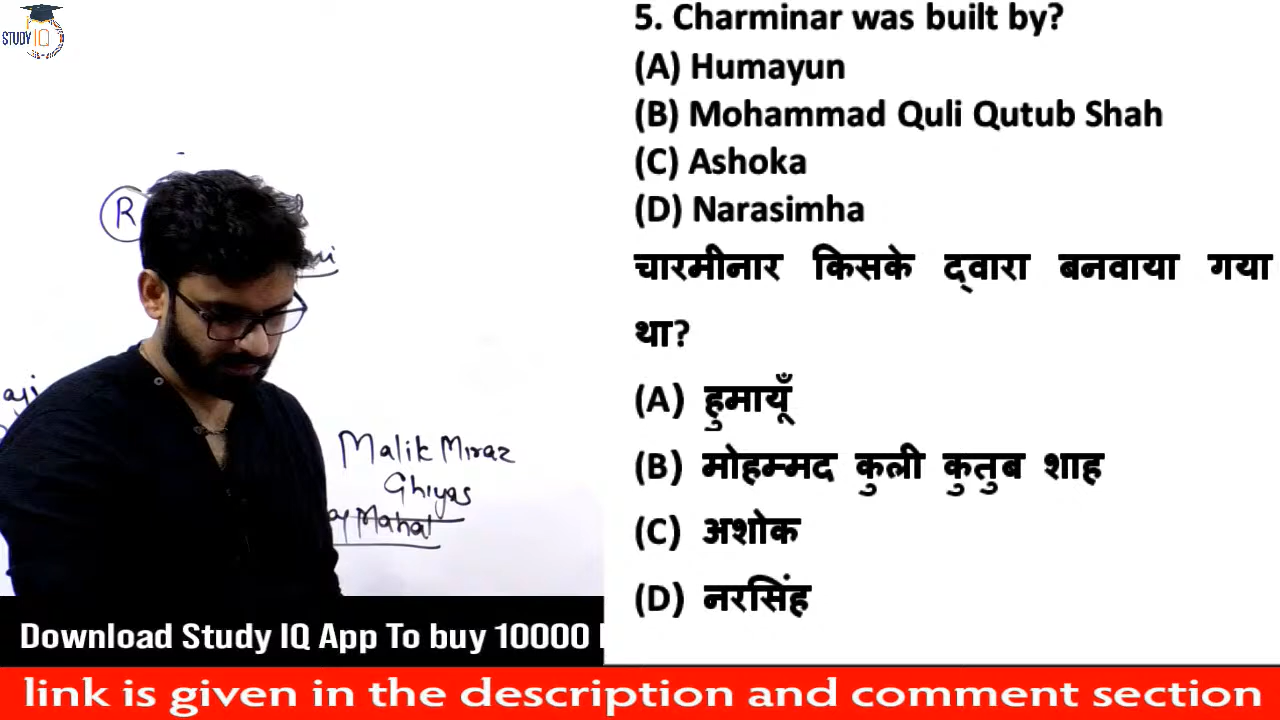 STUDY IQ
5. Charminar was built by?
(A) Humayun
(B) Mohammad Quli Qutub Shah
(C) Ashoka
(D) Narasimha
चारमीनार किसके द्वारा बनवाया गया
था?
(A) हुमायूँ
(B) मोहम्मद कुली कुतुब शाह
(C) अशोक
(D) नरसिंह
R
Malik Miraz
Ghiyas
Mahal
Download Study IQ App To buy 10000
link is given in the description and comment section